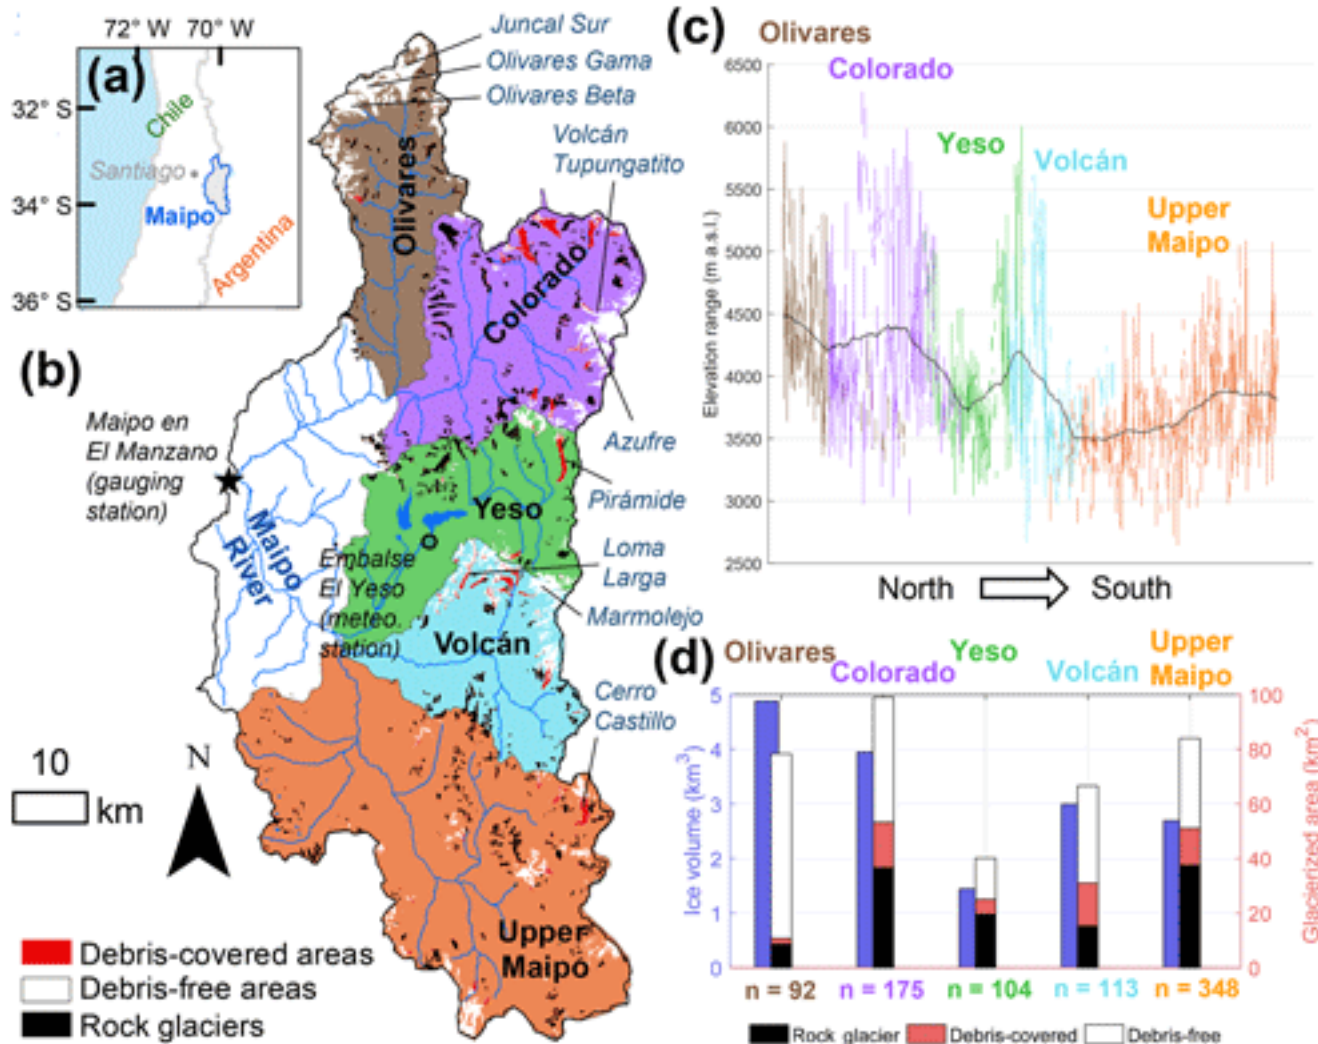 (a)
72° W 70° W
32° S
34° S
36° S
Chile
Santiago
Maipo
Argentina
(b)
Juncal Sur
Olivares Gama
Olivares Beta
Volcán
Tupungatito
Olivares
Colorado
Azufre
Maipo en
El Manzano
(gauging
station)
Pirámide
Yeso
Maipo
River
Embalse
El Yeso
(meteo.
station)
Loma
Larga
Marmolejo
Volcán
Cerro
Castillo
N
10
km
Upper
Maipo
Debris-covered areas
Debris-free areas
Rock glaciers
(c)
Olivares
Colorado
Yeso
Volcán
Upper
Maipo
Elevation range (m a.s.l.)
6500
6000
5500
5000
4500
4000
3500
3000
2500
North South
(d)
Olivares
Colorado
Yeso
Volcán
Upper
Maipo
Ice volume (km³)
5
4
3
2
1
0
Glacierized area (km²)
100
80
60
40
20
0
n = 92 n = 175 n = 104 n = 113 n = 348
Rock glacier Debris-covered Debris-free